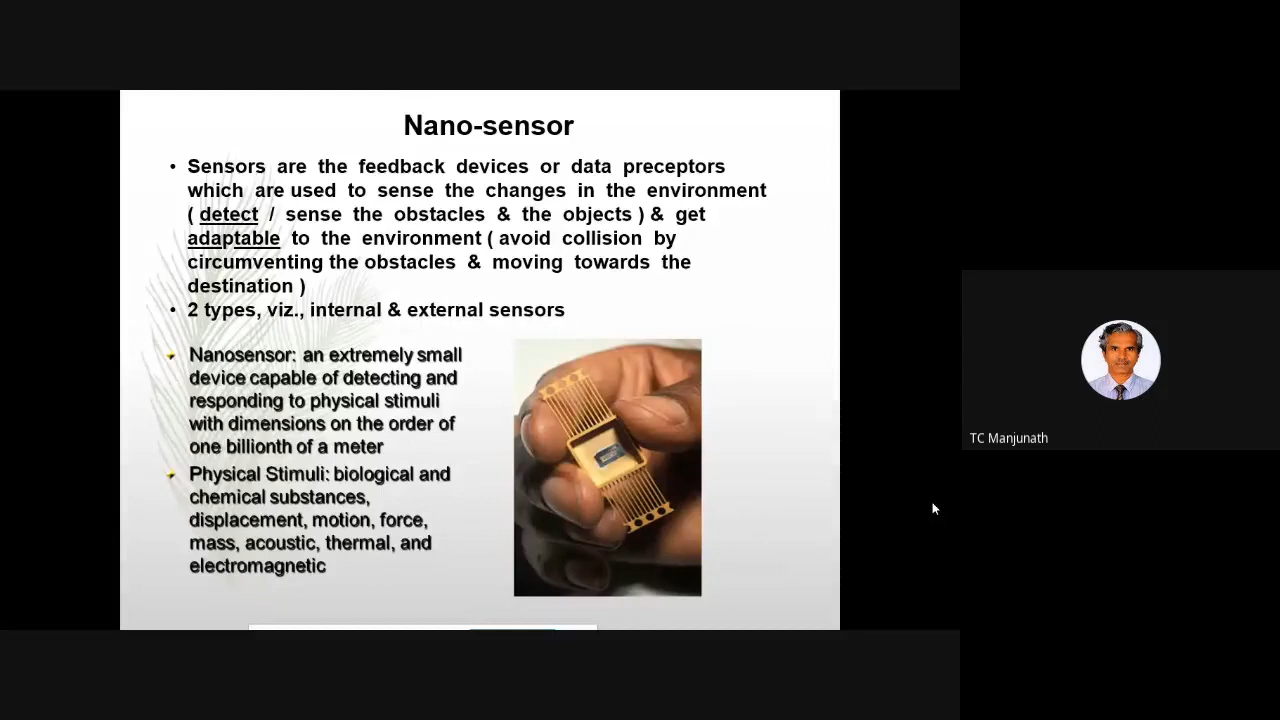 Nano-sensor
• Sensors are the feedback devices or data preceptors
which are used to sense the changes in the environment
( detect / sense the obstacles & the objects ) & get
adaptable to the environment ( avoid collision by
circumventing the obstacles & moving towards the
destination )
• 2 types, viz., internal & external sensors
Nanosensor: an extremely small
device capable of detecting and
responding to physical stimuli
with dimensions on the order of
one billionth of a meter
Physical Stimuli: biological and
chemical substances,
displacement, motion, force,
mass, acoustic, thermal, and
electromagnetic
TC Manjunath